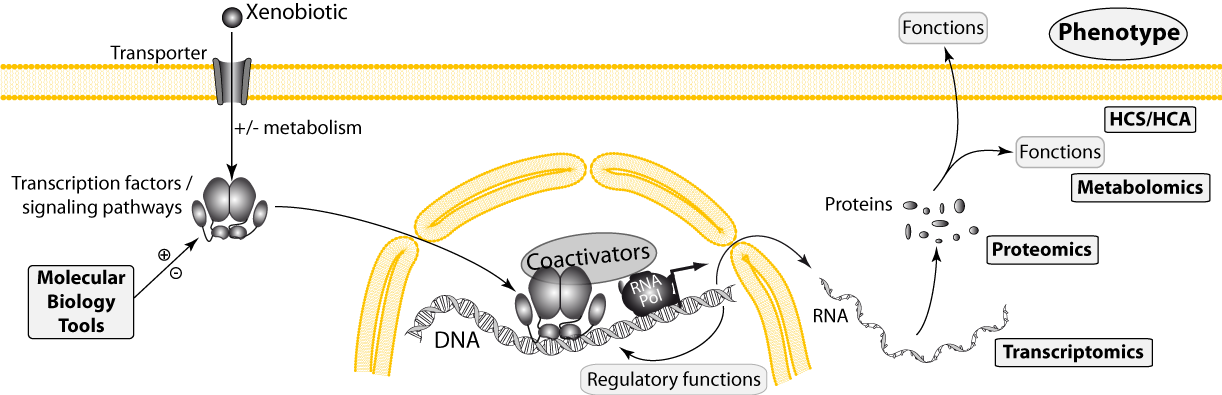 Xenobiotic
Transporter
+/- metabolism
Transcription factors /
signaling pathways
+
-
Molecular
Biology
Tools
Coactivators
RNA
Pol
DNA
Regulatory functions
RNA
Proteins
Fonctions
Fonctions
Phenotype
HCS/HCA
Metabolomics
Proteomics
Transcriptomics